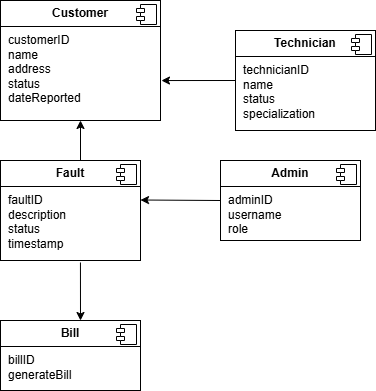 Customer
customerID
name
address
status
dateReported
Technician
technicianID
name
status
specialization
Fault
faultID
description
status
timestamp
Admin
adminID
username
role
Bill
billID
generateBill